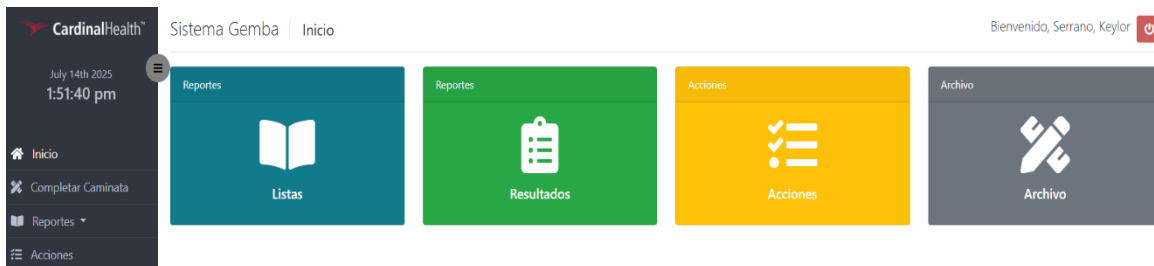 CardinalHealth™
July 14th 2025
1:51:40 pm
Inicio
Completar Caminata
Reportes
Acciones
Sistema Gemba Inicio
Bienvenido, Serrano, Keylor
Reportes
Listas
Reportes
Resultados
Acciones
Acciones
Archivo
Archivo